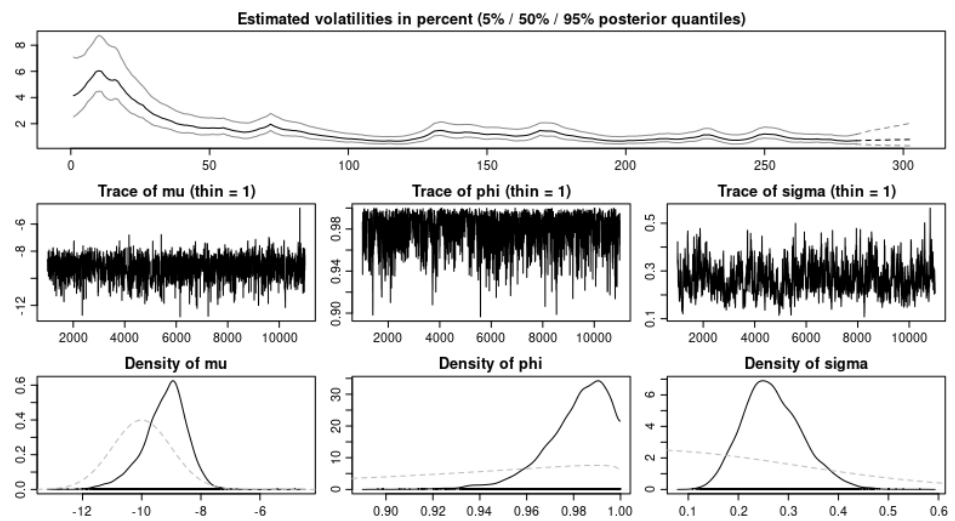 Estimated volatilities in percent (5% / 50% / 95% posterior quantiles)
8
6
4
2
0 50 100 150 200 250 300
Trace of mu (thin = 1) Trace of phi (thin = 1) Trace of sigma (thin = 1)
-6
-8
-12
2000 4000 6000 8000 10000
0.98
0.94
0.90
2000 4000 6000 8000 10000
0.5
0.3
0.1
2000 4000 6000 8000 10000
Density of mu Density of phi Density of sigma
0.6
0.4
0.2
0.0
-12 -10 -8 -6
30
20
10
0
0.90 0.92 0.94 0.96 0.98 1.00
6
4
2
0
0.1 0.2 0.3 0.4 0.5 0.6